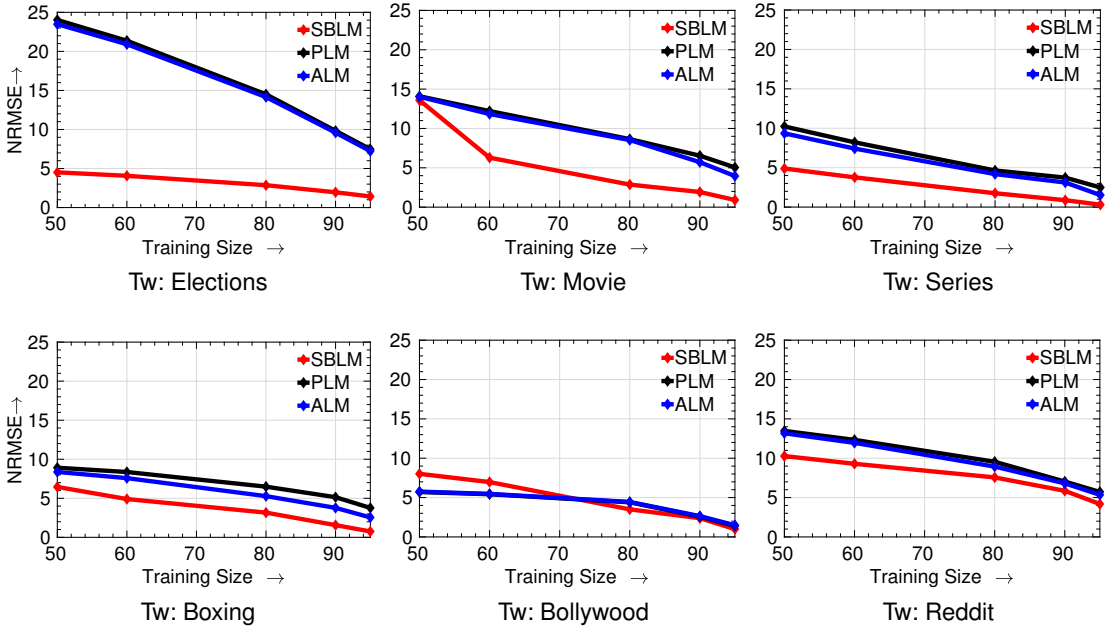 25
20
15
10
5
0
NRMSE→
SBLM
PLM
ALM
50 60 70 80 90
Training Size →
Tw: Elections
25
20
15
10
5
0
SBLM
PLM
ALM
50 60 70 80 90
Training Size →
Tw: Movie
25
20
15
10
5
0
SBLM
PLM
ALM
50 60 70 80 90
Training Size →
Tw: Series
25
20
15
10
5
0
NRMSE→
SBLM
PLM
ALM
50 60 70 80 90
Training Size →
Tw: Boxing
25
20
15
10
5
0
SBLM
PLM
ALM
50 60 70 80 90
Training Size →
Tw: Bollywood
25
20
15
10
5
0
SBLM
PLM
ALM
50 60 70 80 90
Training Size →
Tw: Reddit